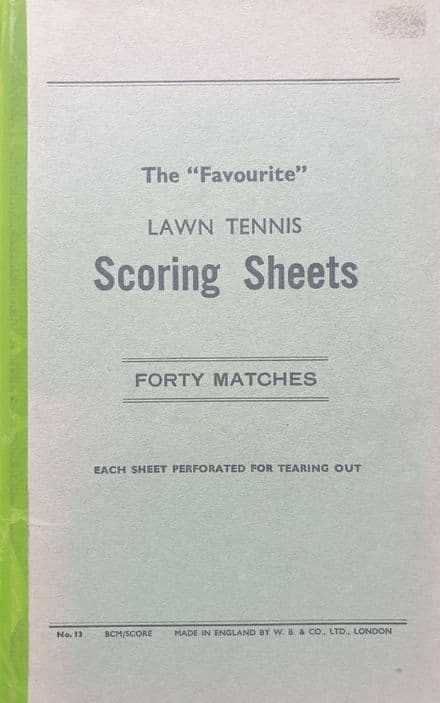 The “Favourite”
LAWN TENNIS
Scoring Sheets
FORTY MATCHES
EACH SHEET PERFORATED FOR TEARING OUT
No. 13 BCM/SCORE MADE IN ENGLAND BY W. B. & CO., LTD., LONDON